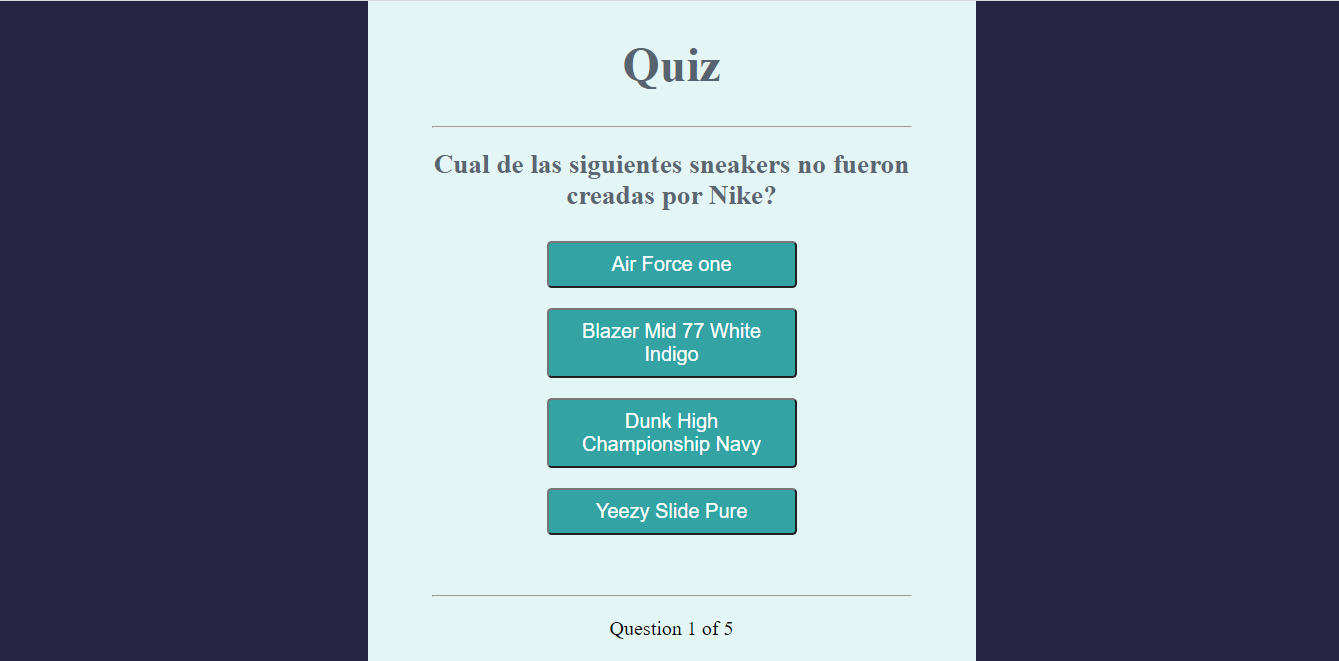 Quiz
Cual de las siguientes sneakers no fueron
creadas por Nike?
Air Force one
Blazer Mid 77 White
Indigo
Dunk High
Championship Navy
Yeezy Slide Pure
Question 1 of 5